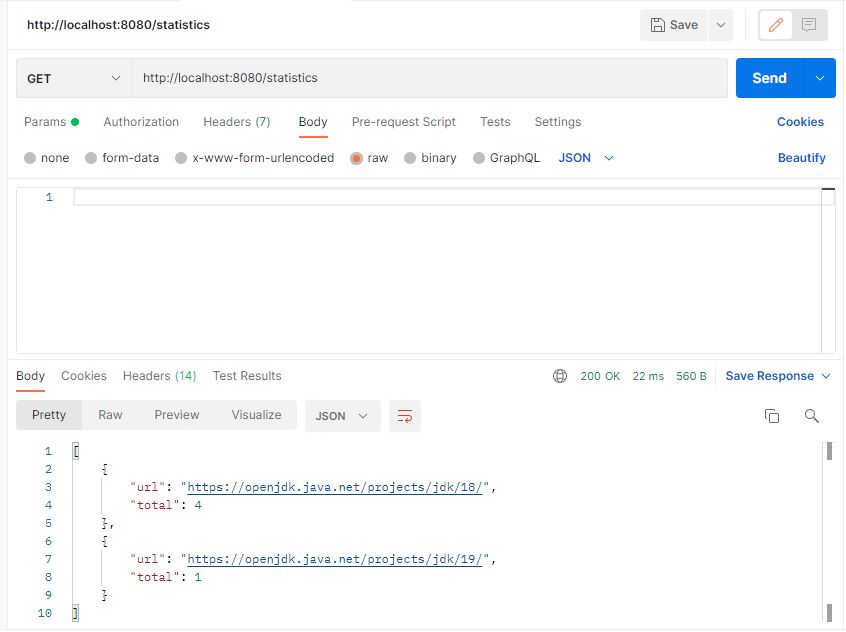 http://localhost:8080/statistics Save
GET http://localhost:8080/statistics Send
Params Authorization Headers (7) Body Pre-request Script Tests Settings Cookies
none form-data x-www-form-urlencoded raw binary GraphQL JSON Beautify
1
Body Cookies Headers (14) Test Results 200 OK 22 ms 560 B Save Response
Pretty Raw Preview Visualize JSON
1 [
2 {
3 "url": "https://openjdk.java.net/projects/jdk/18/",
4 "total": 4
5 },
6 {
7 "url": "https://openjdk.java.net/projects/jdk/19/",
8 "total": 1
9 }
10 ]